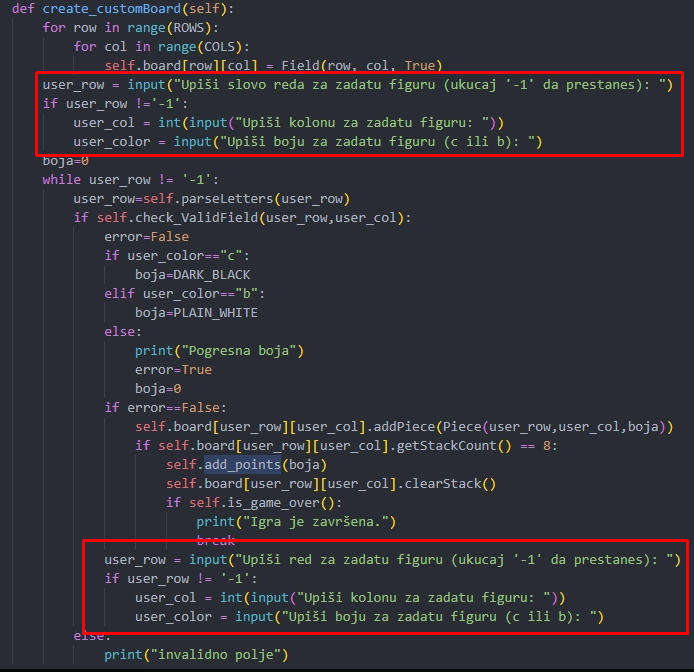 def create_customBoard(self):
for row in range(ROWS):
for col in range(COLS):
self.board[row][col] = Field(row, col, True)
user_row = input("Upiši slovo reda za zadatu figuru (ukucaj '-1' da prestanes): ")
if user_row !='-1':
user_col = int(input("Upiši kolonu za zadatu figuru: "))
user_color = input("Upiši boju za zadatu figuru (c ili b): ")
boja=0
while user_row != '-1':
user_row=self.parseLetters(user_row)
if self.check_ValidField(user_row,user_col):
error=False
if user_color=="c":
boja=DARK_BLACK
elif user_color=="b":
boja=PLAIN_WHITE
else:
print("Pogresna boja")
error=True
boja=0
if error==False:
self.board[user_row][user_col].addPiece(Piece(user_row,user_col,boja))
if self.board[user_row][user_col].getStackCount() == 8:
self.add_points(boja)
self.board[user_row][user_col].clearStack()
if self.is_game_over():
print("Igra je završena.")
break
user_row = input("Upiši red za zadatu figuru (ukucaj '-1' da prestanes): ")
if user_row != '-1':
user_col = int(input("Upiši kolonu za zadatu figuru: "))
user_color = input("Upiši boju za zadatu figuru (c ili b): ")
else:
print("invalidno polje")